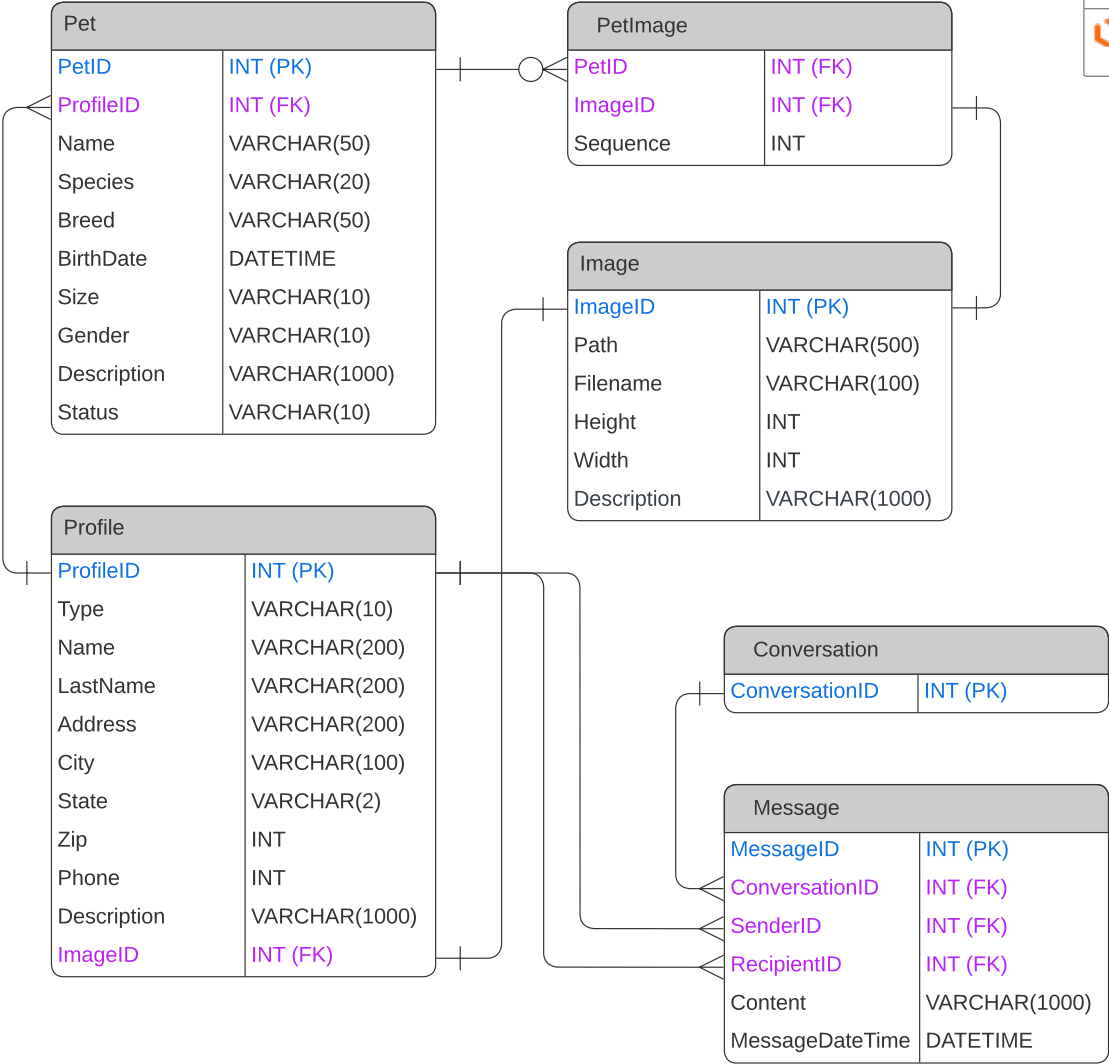 Pet
PetID INT (PK)
ProfileID INT (FK)
Name VARCHAR(50)
Species VARCHAR(20)
Breed VARCHAR(50)
BirthDate DATETIME
Size VARCHAR(10)
Gender VARCHAR(10)
Description VARCHAR(1000)
Status VARCHAR(10)
PetImage
PetID INT (FK)
ImageID INT (FK)
Sequence INT
Image
ImageID INT (PK)
Path VARCHAR(500)
Filename VARCHAR(100)
Height INT
Width INT
Description VARCHAR(1000)
Profile
ProfileID INT (PK)
Type VARCHAR(10)
Name VARCHAR(200)
LastName VARCHAR(200)
Address VARCHAR(200)
City VARCHAR(100)
State VARCHAR(2)
Zip INT
Phone INT
Description VARCHAR(1000)
ImageID INT (FK)
Conversation
ConversationID INT (PK)
Message
MessageID INT (PK)
ConversationID INT (FK)
SenderID INT (FK)
RecipientID INT (FK)
Content VARCHAR(1000)
MessageDateTime DATETIME